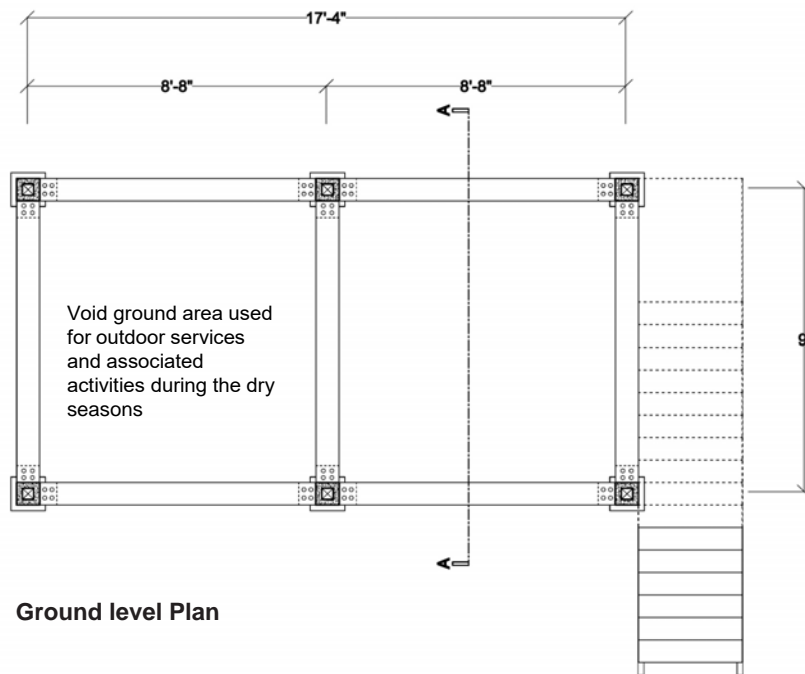 17'-4"
8'-8"
8'-8"
A
Void ground area used
for outdoor services
and associated
activities during the dry
seasons
9
A
Ground level Plan